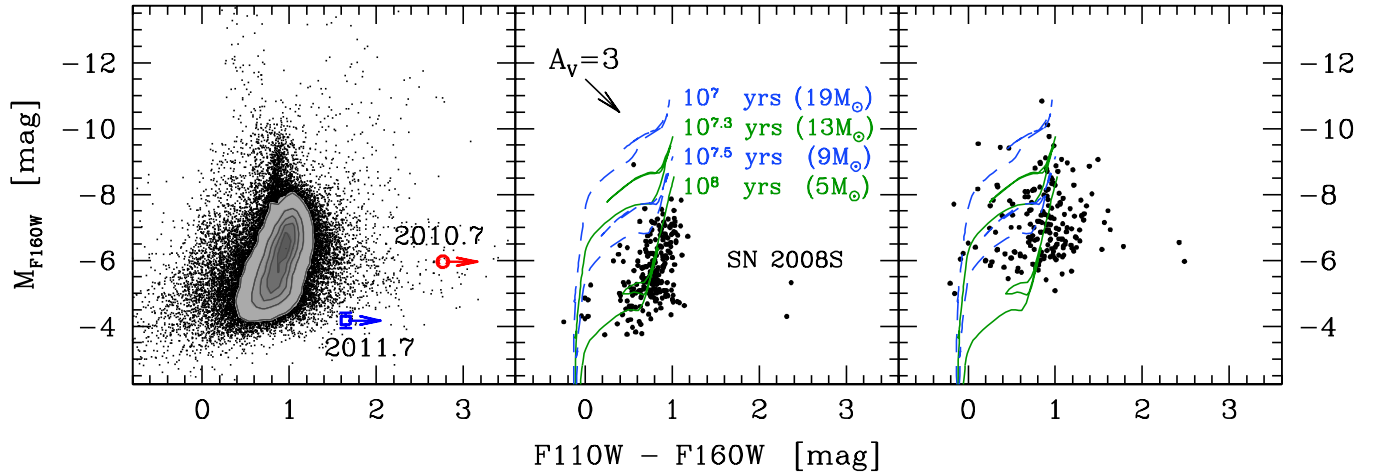 M_F160W [mag]
−12
−10
−8
−6
−4
2010.7
2011.7
A_V=3
10^7 yrs (19M_⊙)
10^7.3 yrs (13M_⊙)
10^7.5 yrs (9M_⊙)
10^8 yrs (5M_⊙)
SN 2008S
−12
−10
−8
−6
−4
0 1 2 3
0 1 2 3
0 1 2 3
F110W − F160W [mag]